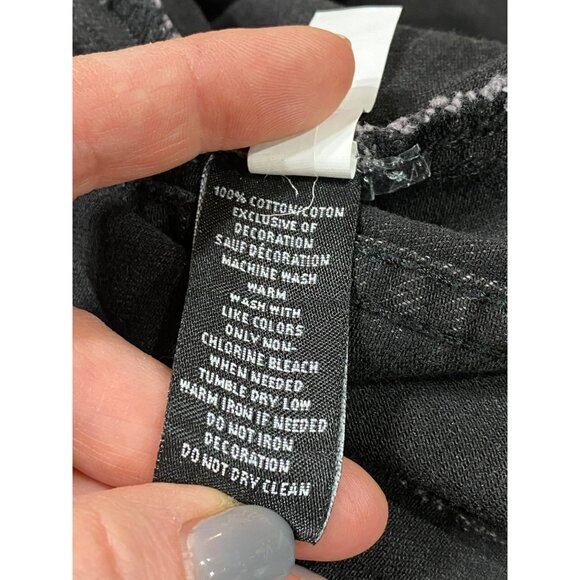 100% COTTON/COTON
EXCLUSIVE OF
DECORATION
SAUF DÉCORATION
MACHINE WASH
WARM
WASH WITH
LIKE COLORS
ONLY NON-
CHLORINE BLEACH
WHEN NEEDED
TUMBLE DRY LOW
WARM IRON IF NEEDED
DO NOT IRON
DECORATION
DO NOT DRY CLEAN